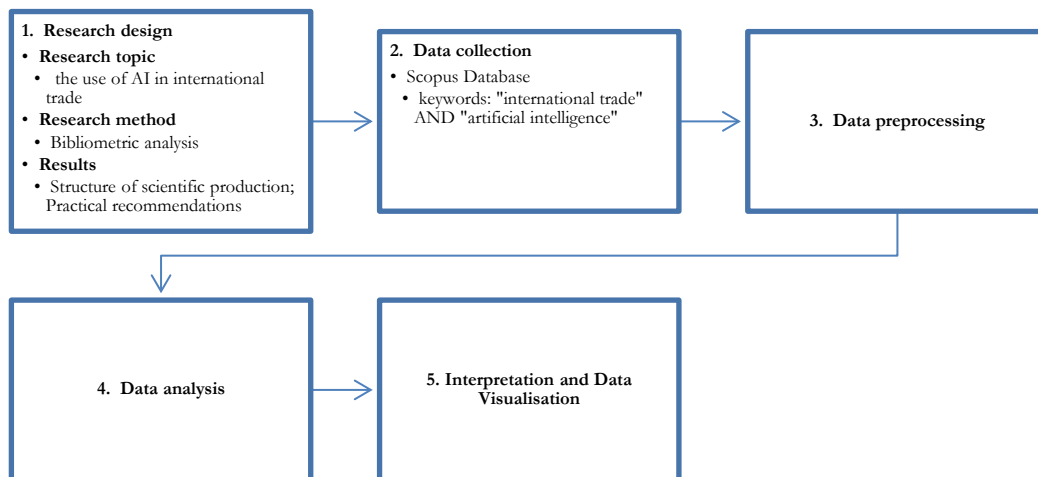 1. Research design
• Research topic
• the use of AI in international
trade
• Research method
• Bibliometric analysis
• Results
• Structure of scientific production;
Practical recommendations
2. Data collection
• Scopus Database
• keywords: "international trade"
AND "artificial intelligence"
3. Data preprocessing
4. Data analysis
5. Interpretation and Data
Visualisation